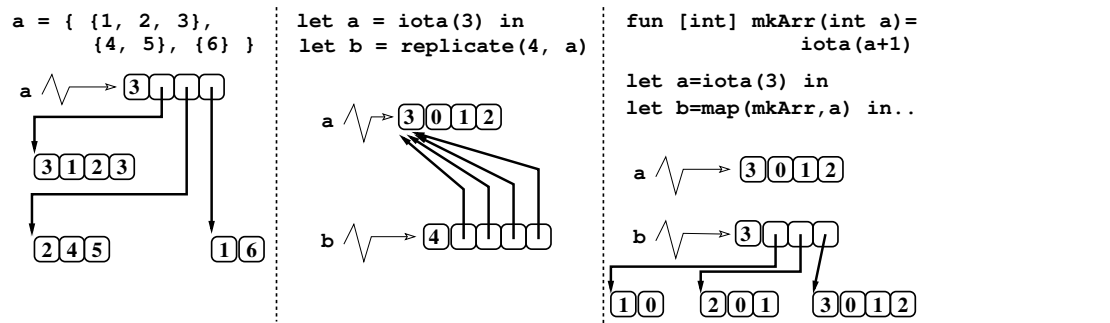 a = { {1, 2, 3},
{4, 5}, {6} }
a
3
3 1 2 3
2 4 5
1 6
let a = iota(3) in
let b = replicate(4, a)
a
3 0 1 2
b
4
fun [int] mkArr(int a)=
iota(a+1)
let a=iota(3) in
let b=map(mkArr,a) in..
a
3 0 1 2
b
3
1 0
2 0 1
3 0 1 2